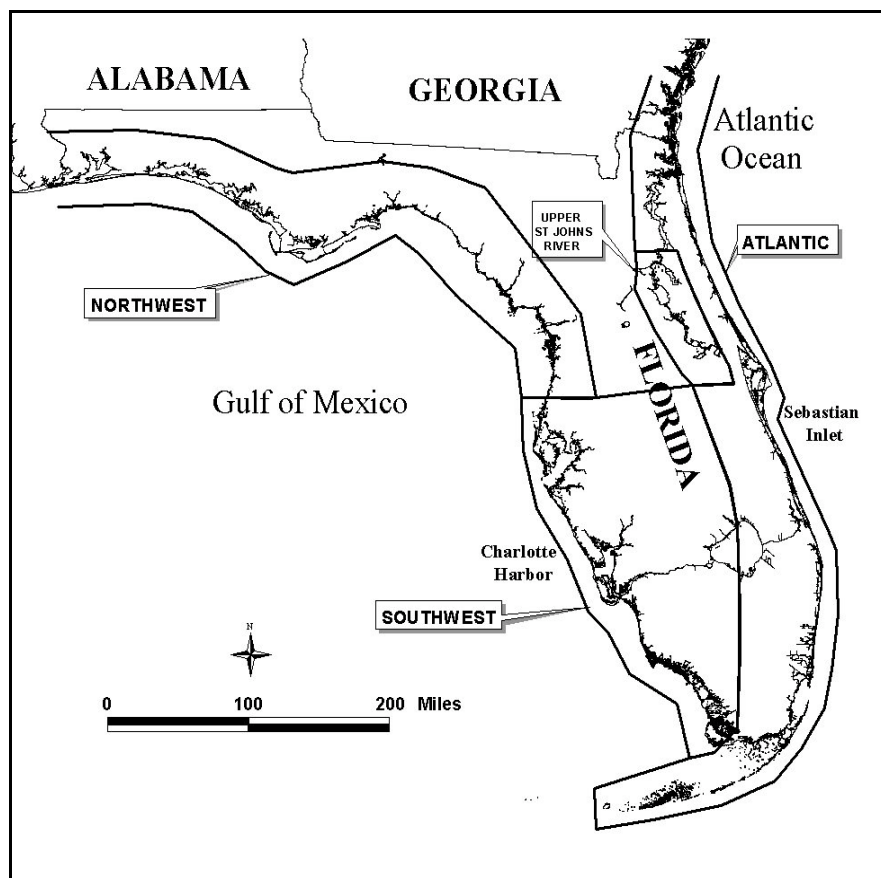 ALABAMA
GEORGIA
Atlantic
Ocean
UPPER
ST JOHNS
RIVER
ATLANTIC
NORTHWEST
FLORIDA
Gulf of Mexico
Sebastian
Inlet
Charlotte
Harbor
SOUTHWEST
N
0 100 200 Miles